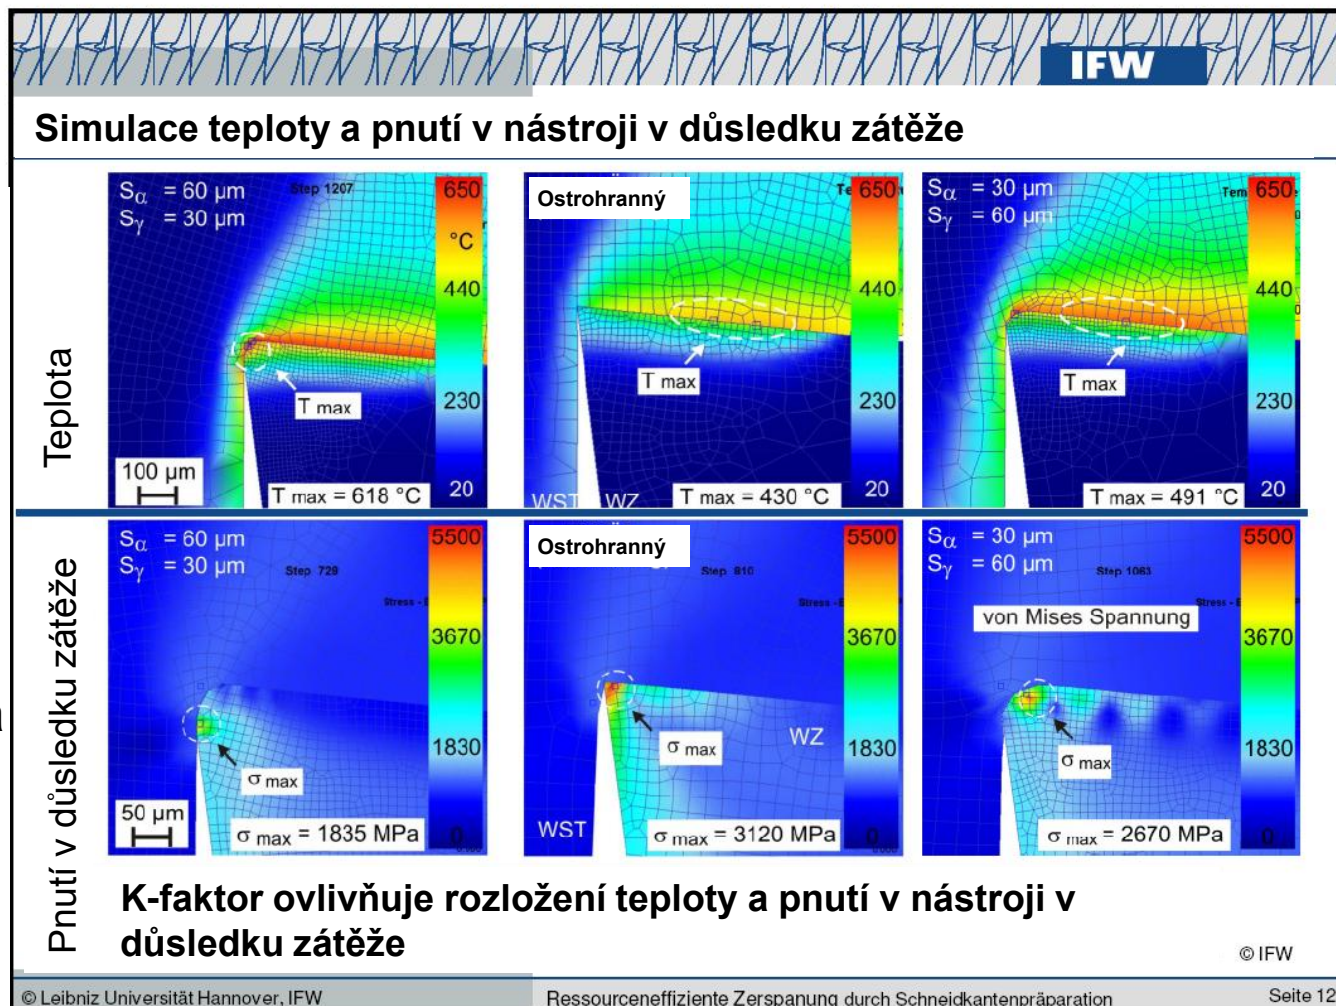 IFW
Simulace teploty a pnutí v nástroji v důsledku zátěže
Teplota
Sα = 60 µm
Sγ = 30 µm
Step 1207
650
°C
440
230
20
T max
100 µm
T max = 618 °C
Ostrohranný
650
440
230
20
T max
WST WZ
T max = 430 °C
Sα = 30 µm
Sγ = 60 µm
650
440
230
20
T max
T max = 491 °C
Pnutí v důsledku zátěže
Sα = 60 µm
Sγ = 30 µm
Step 729
5500
3670
1830
0
σ max
50 µm
σ max = 1835 MPa
Ostrohranný
Step 910
5500
3670
1830
0
σ max
WZ
WST
σ max = 3120 MPa
Sα = 30 µm
Sγ = 60 µm
Step 1083
5500
von Mises Spannung
3670
1830
0
σ max
σ max = 2670 MPa
K-faktor ovlivňuje rozložení teploty a pnutí v nástroji v
důsledku zátěže
© IFW
© Leibniz Universität Hannover, IFW
Ressourceneffiziente Zerspanung durch Schneidkantenpräparation
Seite 12